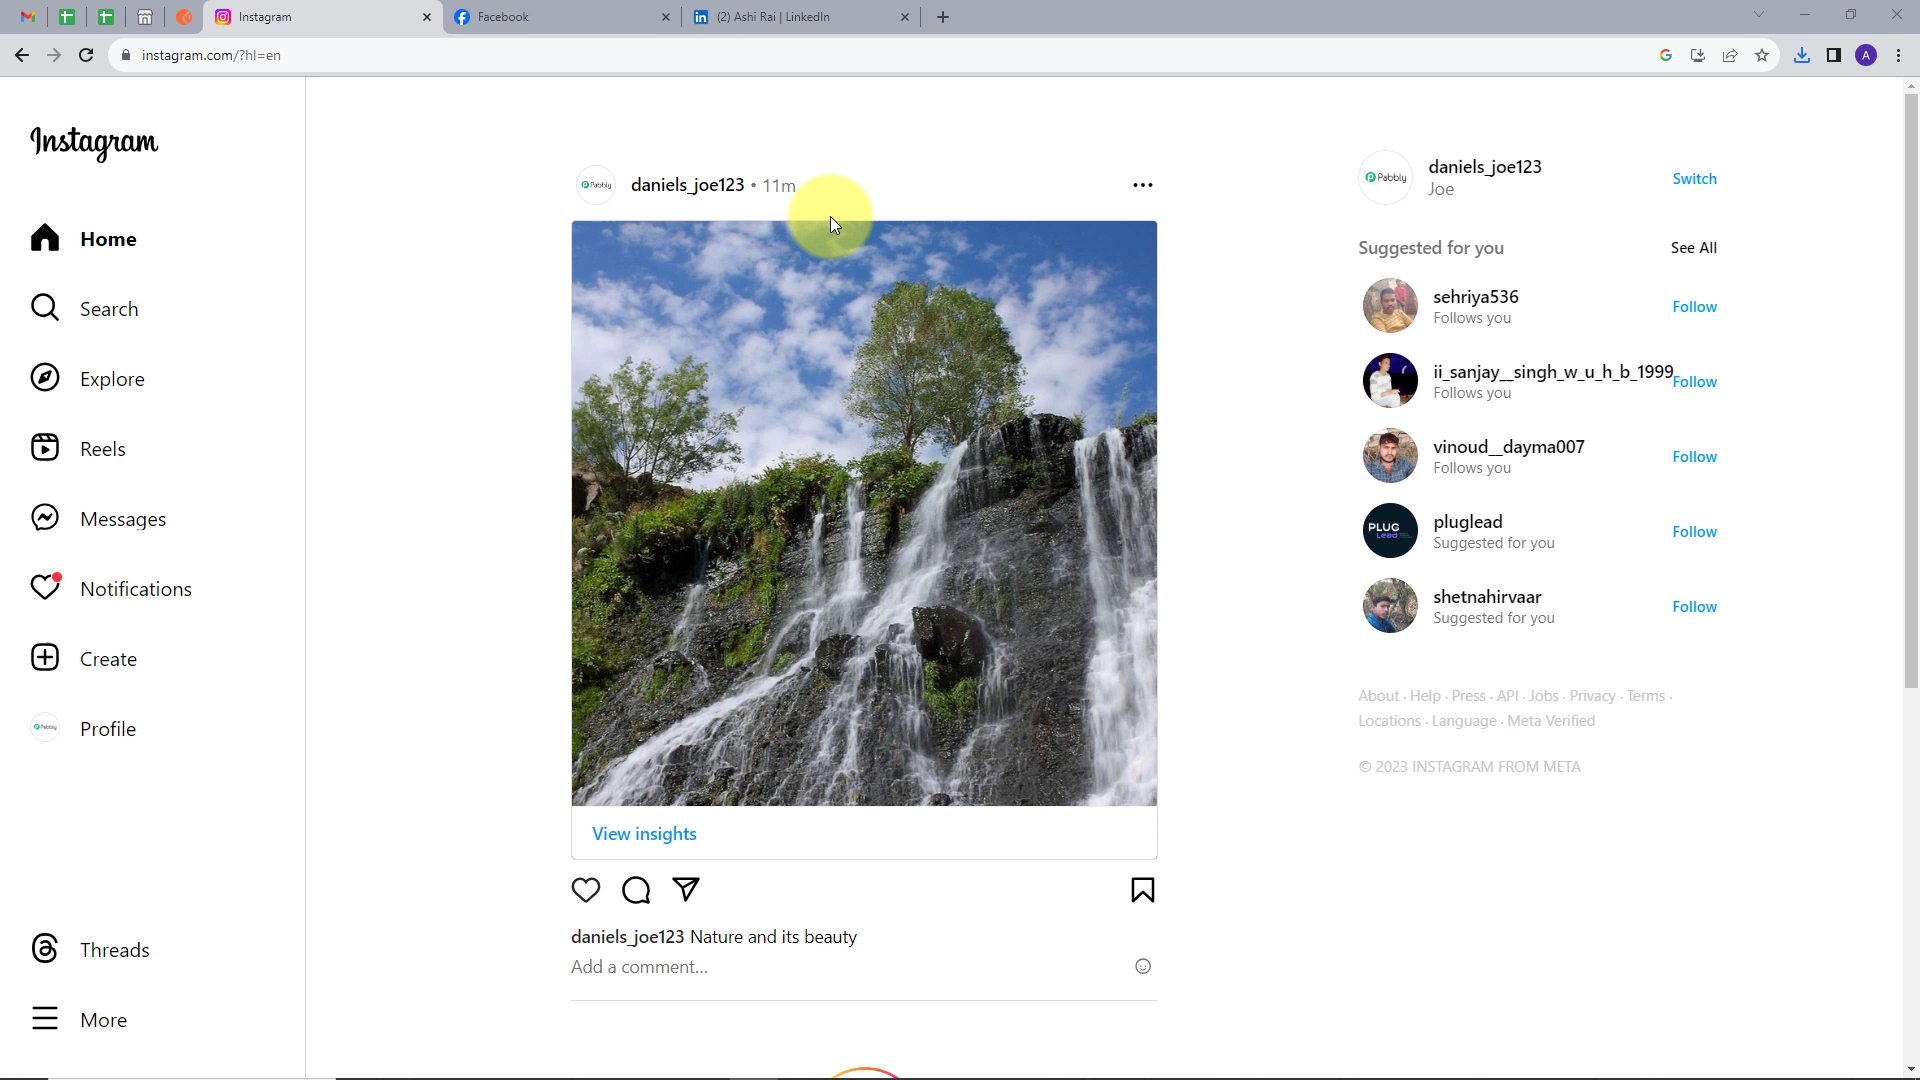 Instagram
Facebook
(2) Ashi Rai | LinkedIn
instagram.com/?hl=en
A
Instagram
Home
Search
Explore
Reels
Messages
Notifications
Create
Profile
Threads
More
Pabbly
daniels_joe123 • 11m
View insights
daniels_joe123 Nature and its beauty
Add a comment...
Pabbly
daniels_joe123
Joe
Switch
Suggested for you
See All
sehriya536
Follows you
Follow
ii_sanjay__singh_w_u_h_b_1999
Follows you
Follow
vinoud__dayma007
Follows you
Follow
PLUG
Lead
pluglead
Suggested for you
Follow
shetnahirvaar
Suggested for you
Follow
About · Help · Press · API · Jobs · Privacy · Terms ·
Locations · Language · Meta Verified
© 2023 INSTAGRAM FROM META